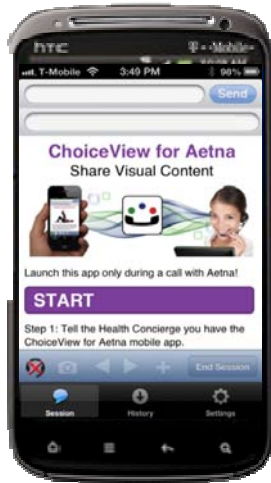 htc
T-Mobile
T-Mobile 3:49 PM 98%
Send
ChoiceView for Aetna
Share Visual Content
Launch this app only during a call with Aetna!
START
Step 1: Tell the Health Concierge you have the
ChoiceView for Aetna mobile app.
End Session
Session History Settings